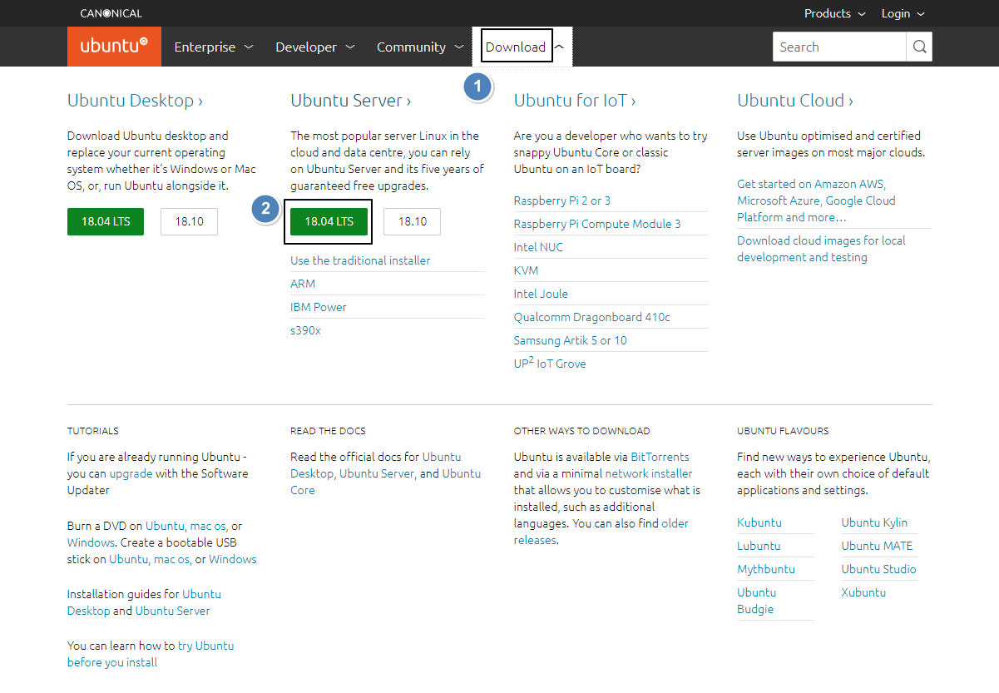 CANONICAL
Products
Login
ubuntu
Enterprise
Developer
Community
Download
Search
1
Ubuntu Desktop ›
Download Ubuntu desktop and
replace your current operating
system whether it's Windows or Mac
OS, or, run Ubuntu alongside it.
18.04 LTS
18.10
Ubuntu Server ›
The most popular server Linux in the
cloud and data centre, you can rely
on Ubuntu Server and its five years of
guaranteed free upgrades.
2
18.04 LTS
18.10
Use the traditional installer
ARM
IBM Power
s390x
Ubuntu for IoT ›
Are you a developer who wants to try
snappy Ubuntu Core or classic
Ubuntu on an IoT board?
Raspberry Pi 2 or 3
Raspberry Pi Compute Module 3
Intel NUC
KVM
Intel Joule
Qualcomm Dragonboard 410c
Samsung Artik 5 or 10
UP2 IoT Grove
Ubuntu Cloud ›
Use Ubuntu optimised and certified
server images on most major clouds.
Get started on Amazon AWS,
Microsoft Azure, Google Cloud
Platform and more…
Download cloud images for local
development and testing
TUTORIALS
If you are already running Ubuntu -
you can upgrade with the Software
Updater
Burn a DVD on Ubuntu, mac os, or
Windows. Create a bootable USB
stick on Ubuntu, mac os, or Windows
Installation guides for Ubuntu
Desktop and Ubuntu Server
You can learn how to try Ubuntu
before you install
READ THE DOCS
Read the official docs for Ubuntu
Desktop, Ubuntu Server, and Ubuntu
Core
OTHER WAYS TO DOWNLOAD
Ubuntu is available via BitTorrents
and via a minimal network installer
that allows you to customise what is
installed, such as additional
languages. You can also find older
releases.
UBUNTU FLAVOURS
Find new ways to experience Ubuntu,
each with their own choice of default
applications and settings.
Kubuntu
Lubuntu
Mythbuntu
Ubuntu
Budgie
Ubuntu Kylin
Ubuntu MATE
Ubuntu Studio
Xubuntu